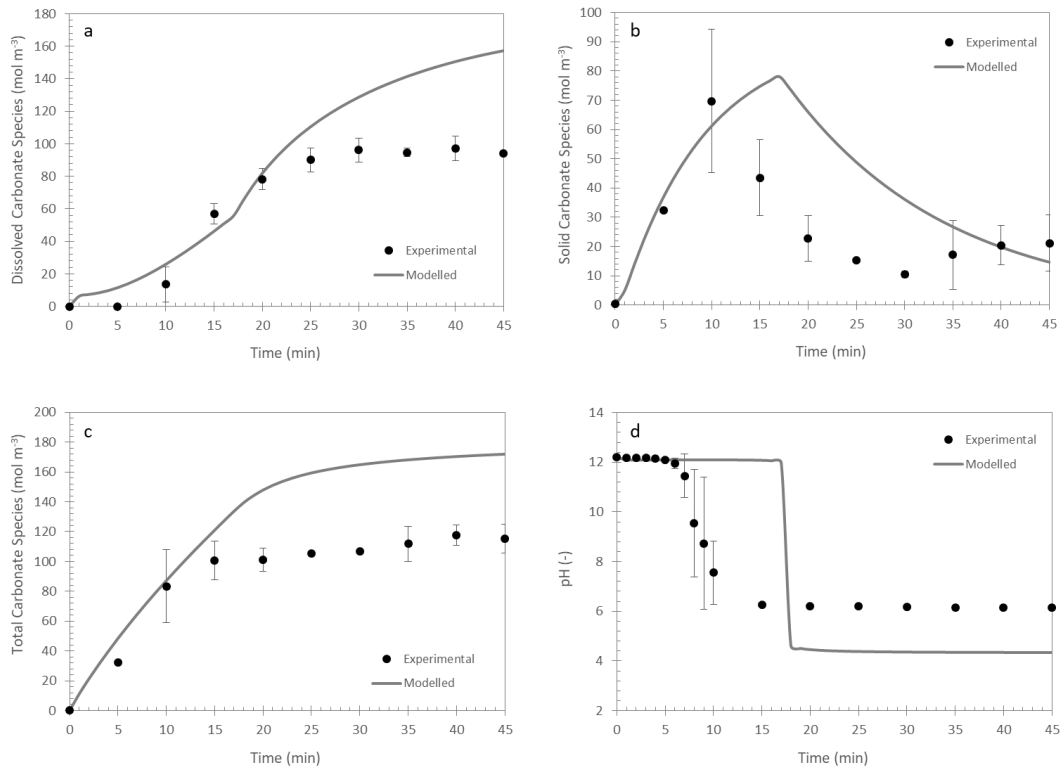 a
Dissolved Carbonate Species (mol m⁻³)
180
160
140
120
100
80
60
40
20
0
0 5 10 15 20 25 30 35 40 45
Time (min)
Experimental
Modelled
b
Solid Carbonate Species (mol m⁻³)
100
90
80
70
60
50
40
30
20
10
0
0 5 10 15 20 25 30 35 40 45
Time (min)
Experimental
Modelled
c
Total Carbonate Species (mol m⁻³)
200
180
160
140
120
100
80
60
40
20
0
0 5 10 15 20 25 30 35 40 45
Time (min)
Experimental
Modelled
d
pH (-)
14
12
10
8
6
4
2
0 5 10 15 20 25 30 35 40 45
Time (min)
Experimental
Modelled